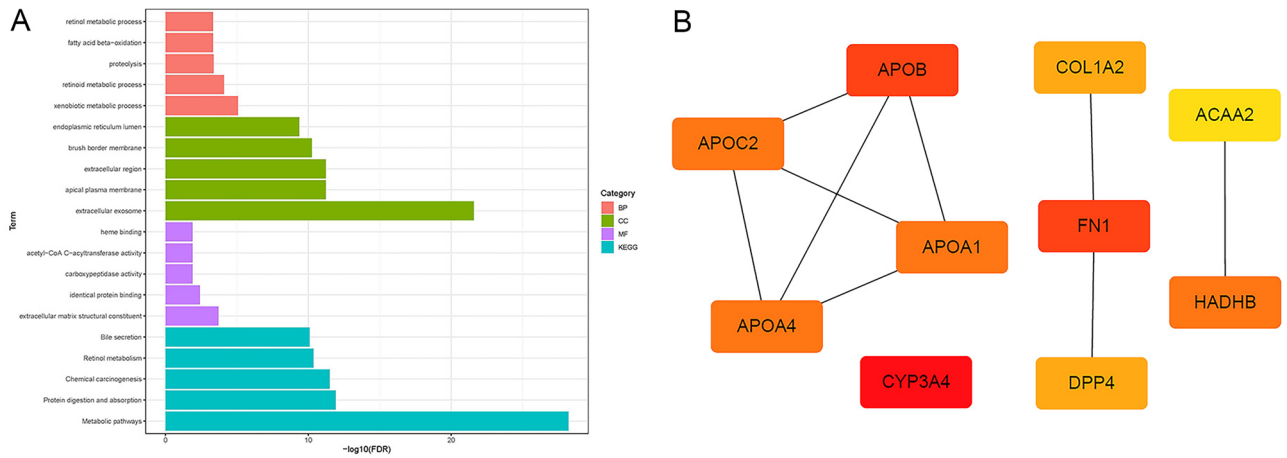 A
Term
retinol metabolic process
fatty acid beta−oxidation
proteolysis
retinoid metabolic process
xenobiotic metabolic process
endoplasmic reticulum lumen
brush border membrane
extracellular region
apical plasma membrane
extracellular exosome
heme binding
acetyl−CoA C−acyltransferase activity
carboxypeptidase activity
identical protein binding
extracellular matrix structural constituent
Bile secretion
Retinol metabolism
Chemical carcinogenesis
Protein digestion and absorption
Metabolic pathways
0 10 20
−log10(FDR)
Category
BP
CC
MF
KEGG
B
APOB
APOC2
APOA1
APOA4
CYP3A4
COL1A2
FN1
DPP4
ACAA2
HADHB